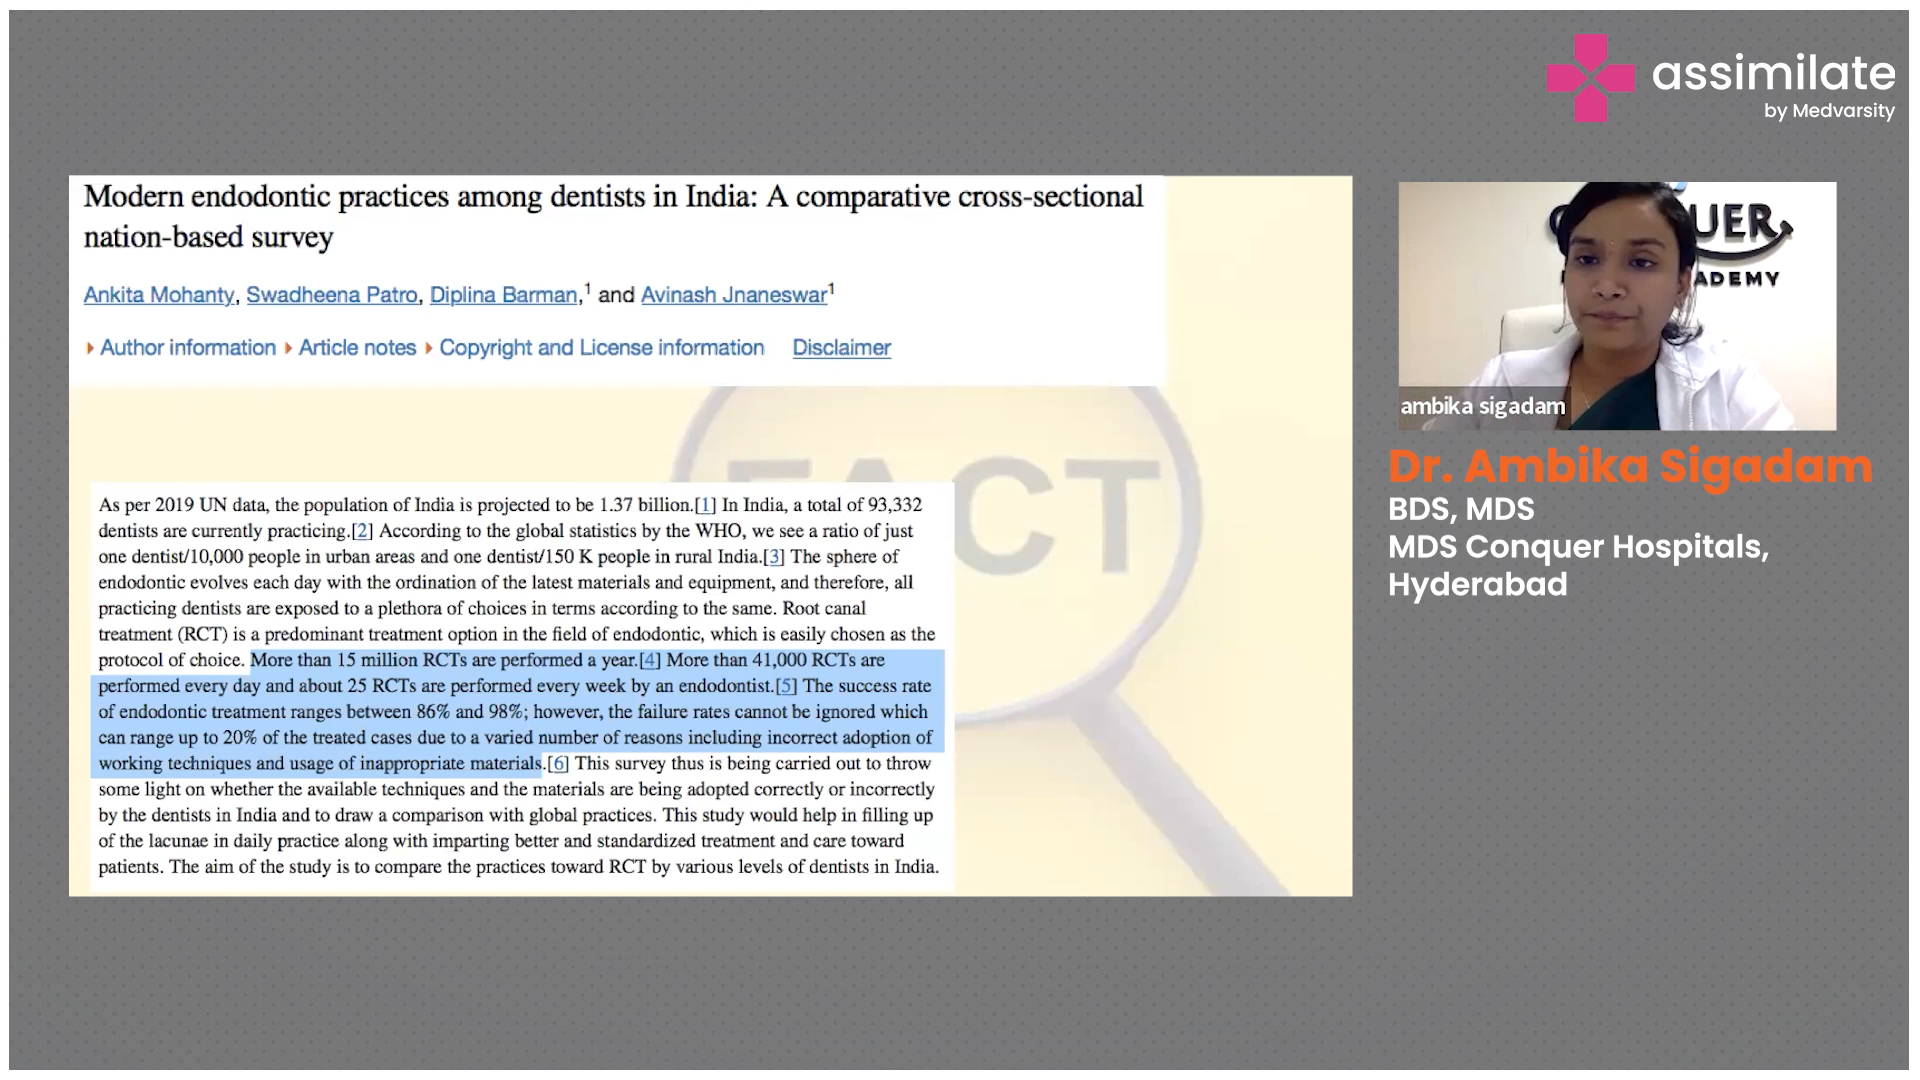 assimilate
by Medvarsity
Modern endodontic practices among dentists in India: A comparative cross-sectional
nation-based survey
Ankita Mohanty, Swadheena Patro, Diplina Barman,1 and Avinash Jnaneswar1
Author information Article notes Copyright and License information Disclaimer
FACT
As per 2019 UN data, the population of India is projected to be 1.37 billion.[1] In India, a total of 93,332
dentists are currently practicing.[2] According to the global statistics by the WHO, we see a ratio of just
one dentist/10,000 people in urban areas and one dentist/150 K people in rural India.[3] The sphere of
endodontic evolves each day with the ordination of the latest materials and equipment, and therefore, all
practicing dentists are exposed to a plethora of choices in terms according to the same. Root canal
treatment (RCT) is a predominant treatment option in the field of endodontic, which is easily chosen as the
protocol of choice. More than 15 million RCTs are performed a year.[4] More than 41,000 RCTs are
performed every day and about 25 RCTs are performed every week by an endodontist.[5] The success rate
of endodontic treatment ranges between 86% and 98%; however, the failure rates cannot be ignored which
can range up to 20% of the treated cases due to a varied number of reasons including incorrect adoption of
working techniques and usage of inappropriate materials.[6] This survey thus is being carried out to throw
some light on whether the available techniques and the materials are being adopted correctly or incorrectly
by the dentists in India and to draw a comparison with global practices. This study would help in filling up
of the lacunae in daily practice along with imparting better and standardized treatment and care toward
patients. The aim of the study is to compare the practices toward RCT by various levels of dentists in India.
UER
ADEMY
ambika sigadam
Dr. Ambika Sigadam
BDS, MDS
MDS Conquer Hospitals,
Hyderabad